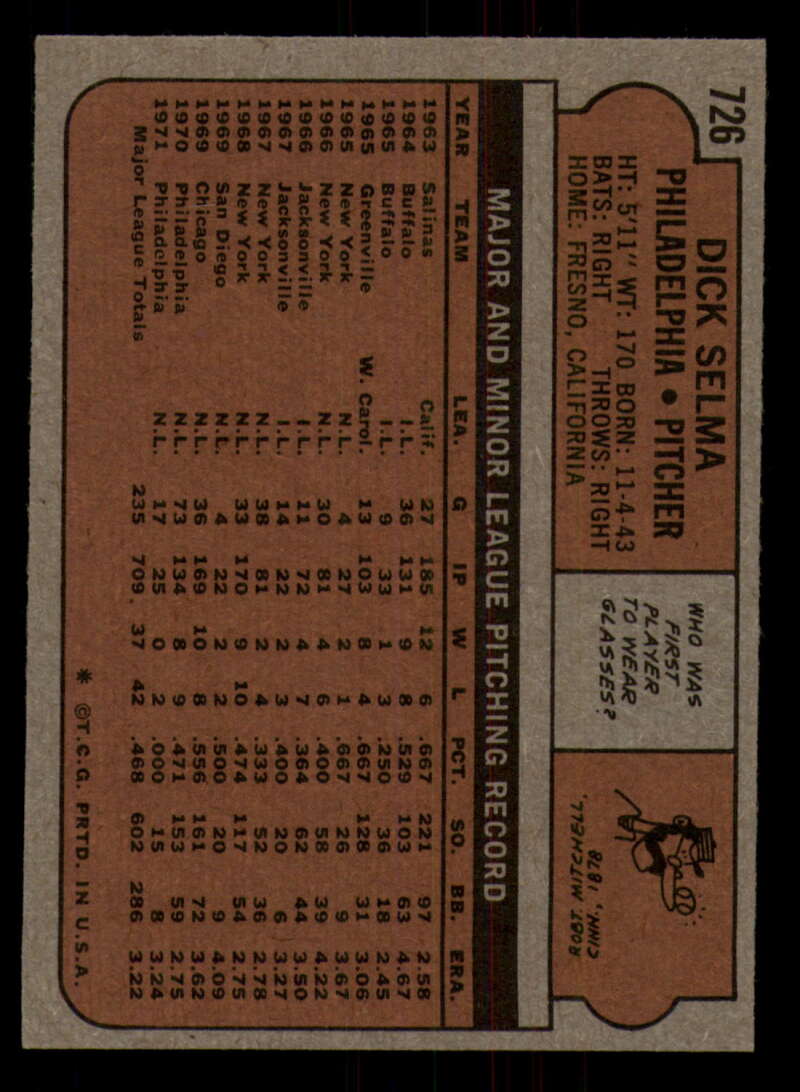 726
DICK SELMA
PHILADELPHIA • PITCHER
HT: 5'11" WT: 170 BORN: 11-4-43
BATS: RIGHT THROWS: RIGHT
HOME: FRESNO, CALIFORNIA
WHO WAS
FIRST
PLAYER
TO WEAR
GLASSES?
BOBT MITCHELL,
CINN., 1878
MAJOR AND MINOR LEAGUE PITCHING RECORD
YEAR TEAM LEA. G IP W L PCT. SO. BB. ERA.
1963 Salinas Calif. 27 185 12 6 .667 221 97 2.58
1964 Buffalo I.L. 36 131 9 8 .529 103 63 4.67
1965 Buffalo I.L. 9 33 1 3 .250 36 18 2.45
1965 Greenville W. Carol. 13 103 8 4 .667 128 31 3.06
1965 New York N.L. 4 27 2 1 .667 26 9 3.67
1966 New York N.L. 30 81 4 6 .400 58 39 4.22
1966 Jacksonville I.L. 11 72 4 7 .364 62 44 3.50
1967 Jacksonville I.L. 14 22 2 3 .400 20 6 3.27
1967 New York N.L. 38 81 2 4 .333 52 36 2.78
1968 New York N.L. 33 170 9 10 .474 117 54 2.75
1969 San Diego N.L. 4 22 2 2 .500 20 9 4.09
1969 Chicago N.L. 36 169 10 8 .556 161 72 3.62
1970 Philadelphia N.L. 73 134 8 9 .471 153 59 2.75
1971 Philadelphia N.L. 17 25 0 2 .000 15 8 3.24
Major League Totals 235 709. 37 42 .468 602 286 3.22
* ©T.C.G. PRTD. IN U.S.A.